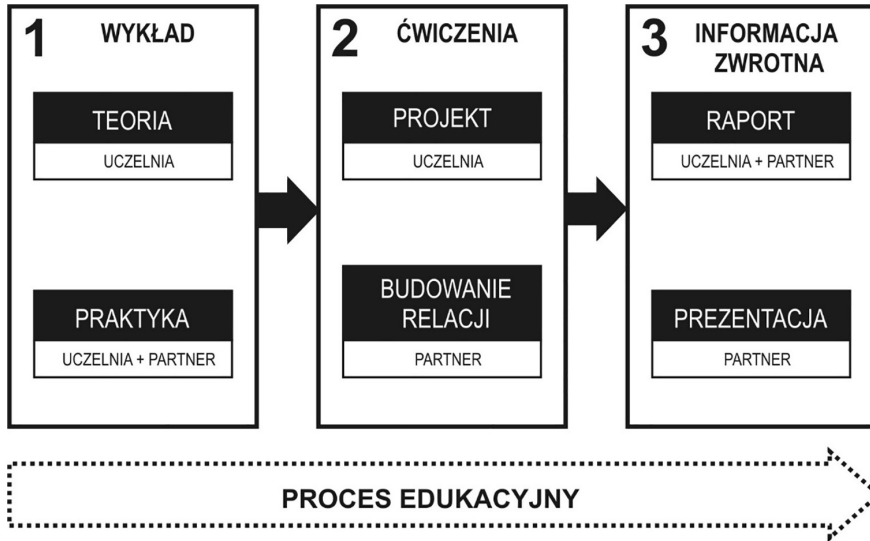 1 WYKŁAD
TEORIA
UCZELNIA
PRAKTYKA
UCZELNIA + PARTNER
2 ĆWICZENIA
PROJEKT
UCZELNIA
BUDOWANIE
RELACJI
PARTNER
3 INFORMACJA
ZWROTNA
RAPORT
UCZELNIA + PARTNER
PREZENTACJA
PARTNER
PROCES EDUKACYJNY